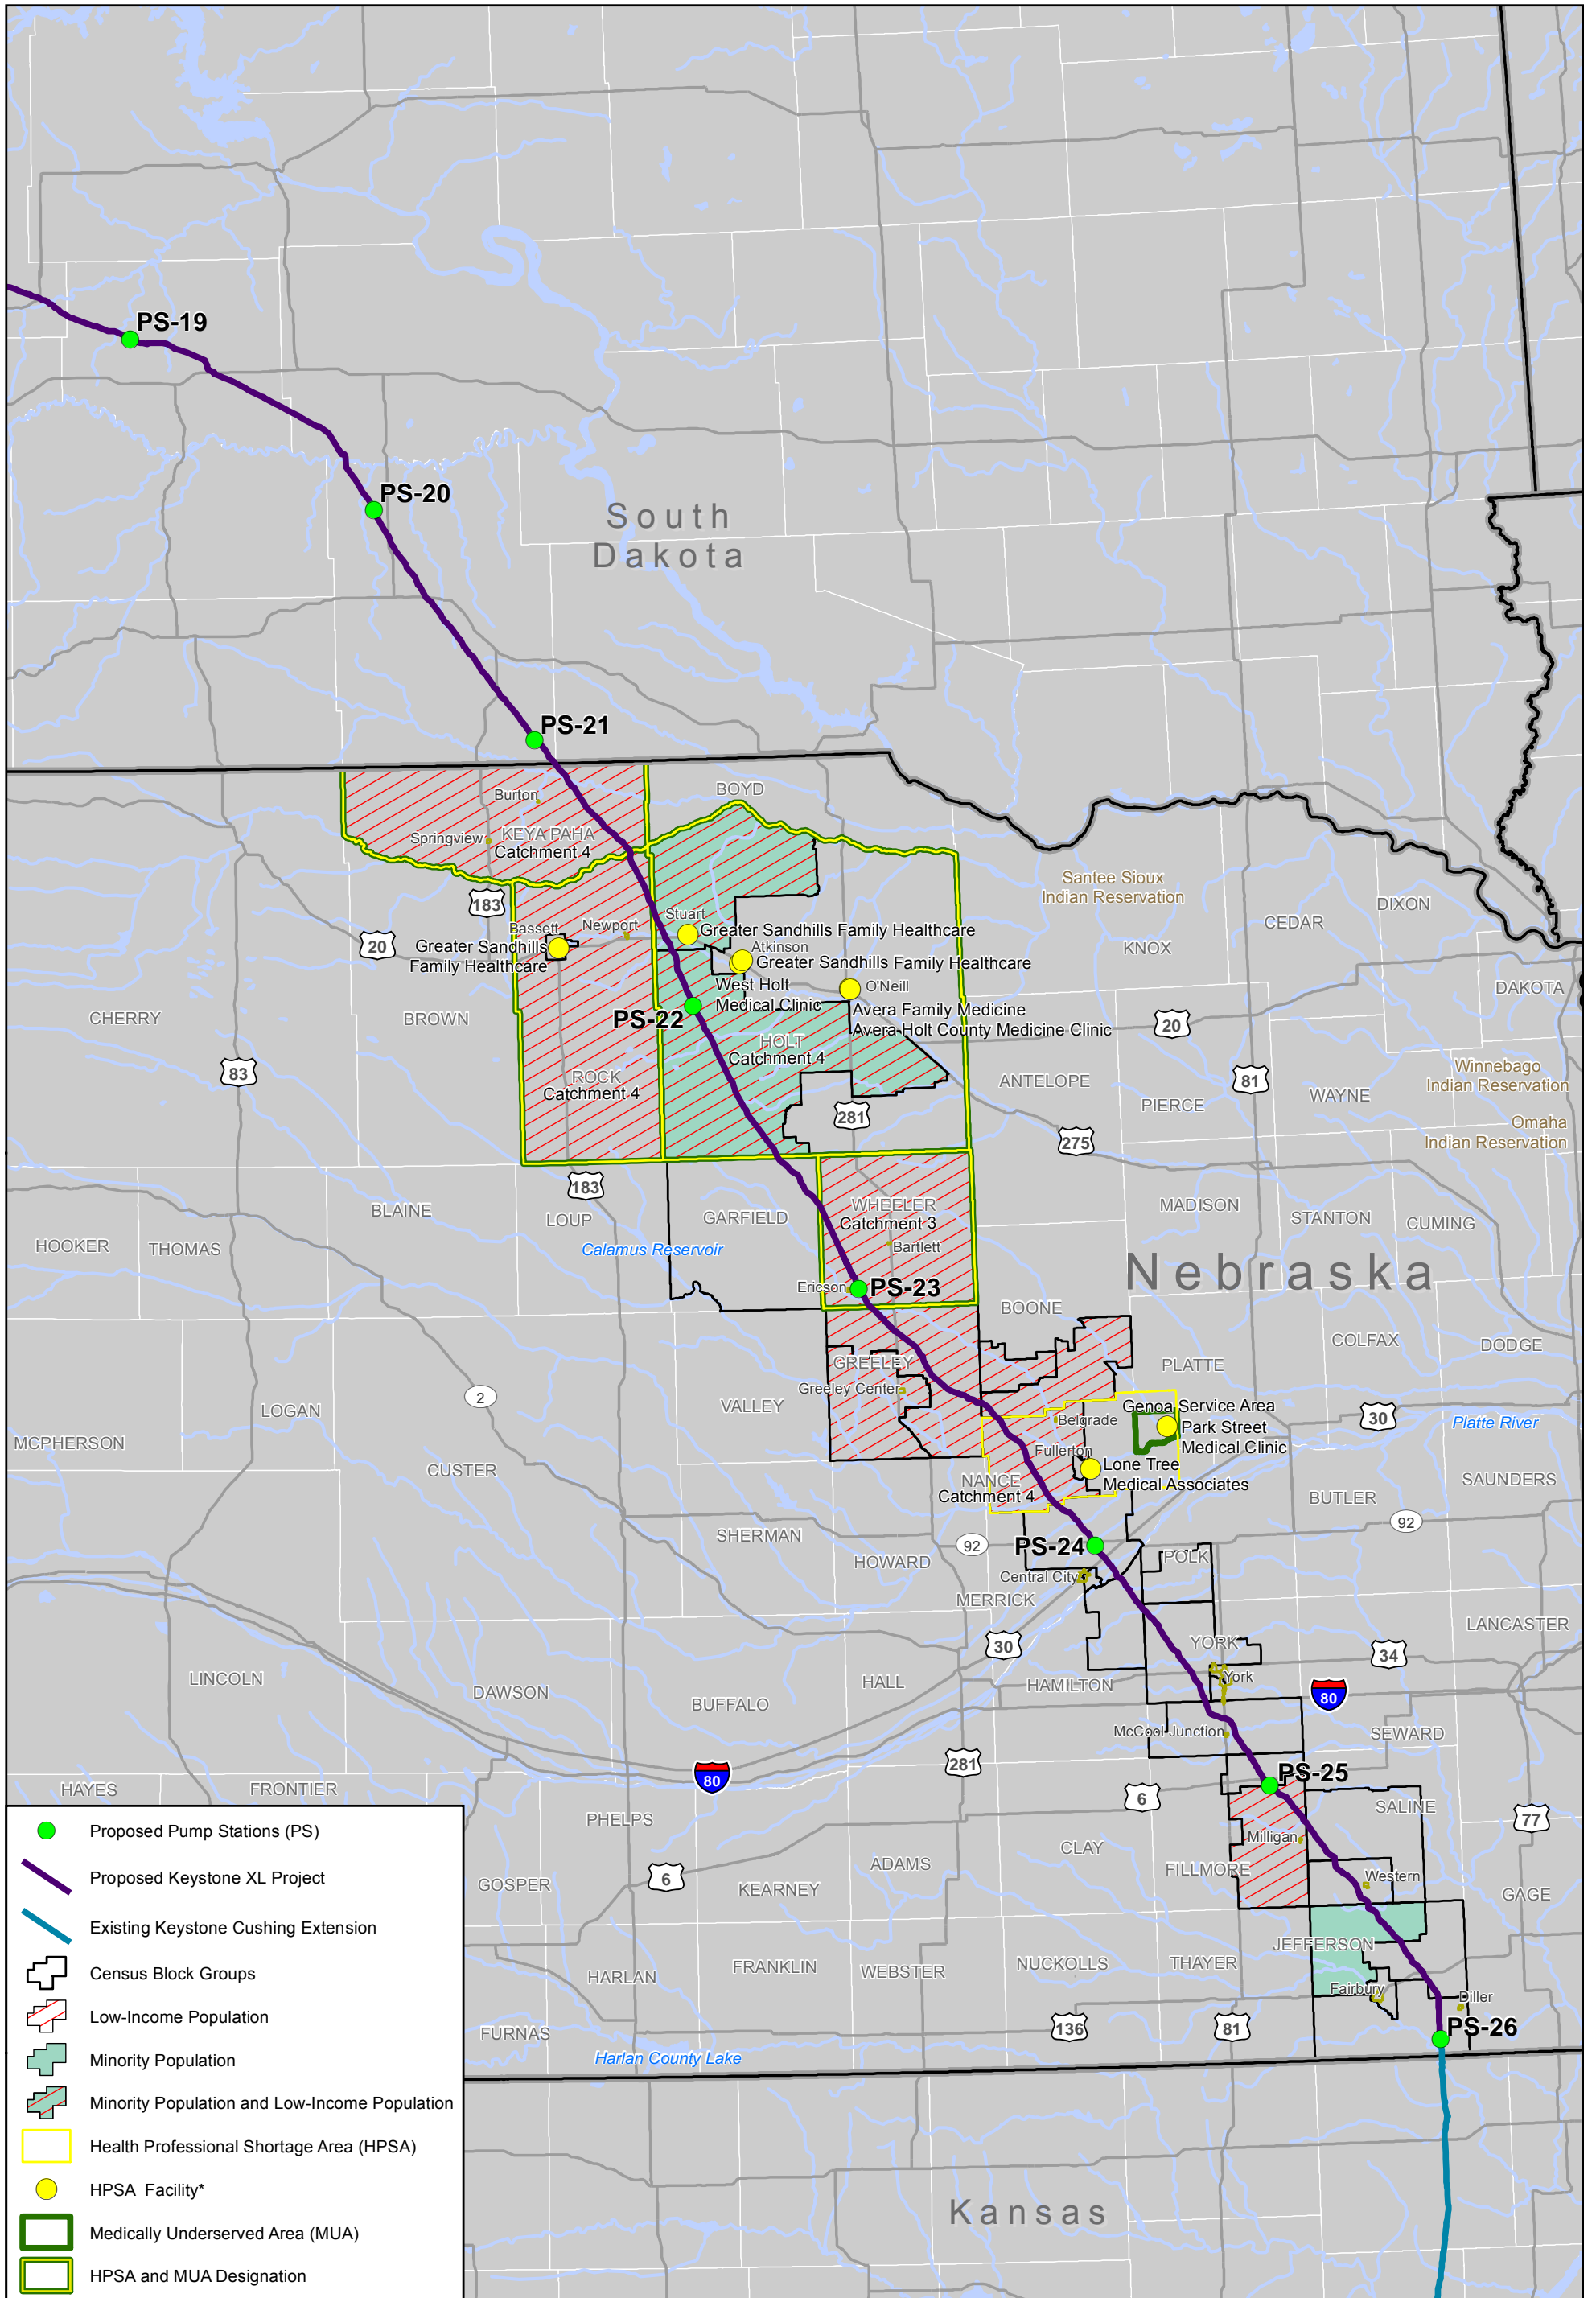 PS-19
PS-20
South
Dakota
PS-21
Burton
BOYD
Springview
KEYA PAHA
Catchment 4
Santee Sioux
Indian Reservation
183
DIXON
CEDAR
Stuart
Bassett
Newport
20
Greater Sandhills
Family Healthcare
Greater Sandhills Family Healthcare
Atkinson
Greater Sandhills Family Healthcare
KNOX
O'Neill
West Holt
Medical Clinic
DAKOTA
Avera Family Medicine
Avera Holt County Medicine Clinic
CHERRY
BROWN
PS-22
20
HOLT
Catchment 4
83
ROCK
Catchment 4
ANTELOPE
81
Winnebago
Indian Reservation
PIERCE
WAYNE
281
Omaha
Indian Reservation
275
183
BLAINE
LOUP
GARFIELD
WHEELER
Catchment 3
MADISON
STANTON
CUMING
HOOKER
THOMAS
Calamus Reservoir
Bartlett
Nebraska
Ericson
PS-23
BOONE
COLFAX
DODGE
GREELEY
PLATTE
2
Greeley Center
VALLEY
LOGAN
Genoa Service Area
Park Street
Medical Clinic
Belgrade
30
Platte River
MCPHERSON
Fullerton
CUSTER
Lone Tree
Medical Associates
NANCE
Catchment 4
SAUNDERS
BUTLER
SHERMAN
92
92
PS-24
HOWARD
POLK
Central City
MERRICK
LANCASTER
30
YORK
34
York
LINCOLN
DAWSON
HALL
HAMILTON
80
BUFFALO
McCool Junction
SEWARD
281
80
PS-25
HAYES
FRONTIER
6
SALINE
77
PHELPS
Milligan
CLAY
ADAMS
FILLMORE
6
Western
GOSPER
KEARNEY
GAGE
JEFFERSON
FRANKLIN
WEBSTER
NUCKOLLS
THAYER
HARLAN
Fairbury
Diller
FURNAS
136
81
PS-26
Harlan County Lake
Kansas
Proposed Pump Stations (PS)
Proposed Keystone XL Project
Existing Keystone Cushing Extension
Census Block Groups
Low-Income Population
Minority Population
Minority Population and Low-Income Population
Health Professional Shortage Area (HPSA)
HPSA Facility*
Medically Underserved Area (MUA)
HPSA and MUA Designation